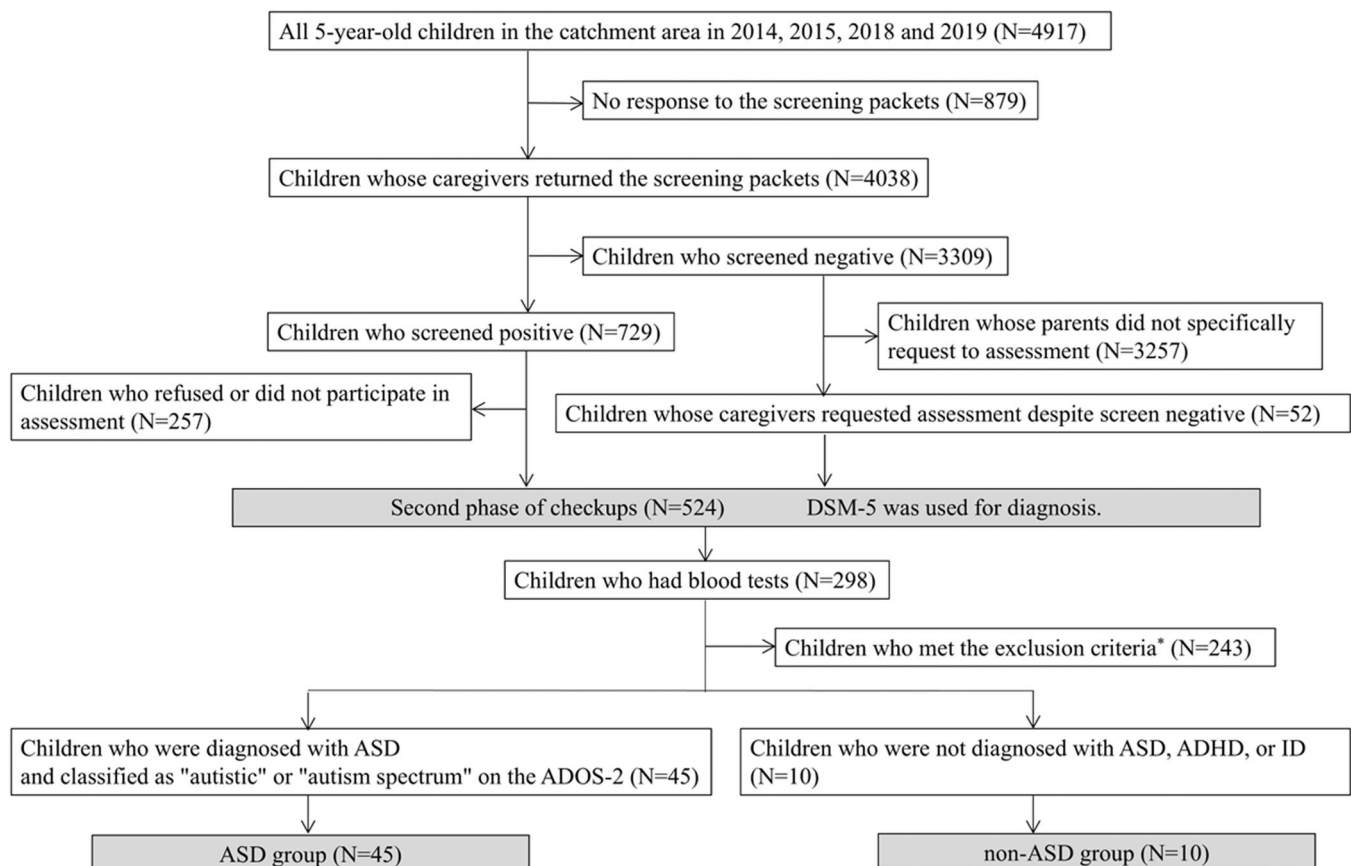 All 5-year-old children in the catchment area in 2014, 2015, 2018 and 2019 (N=4917)
No response to the screening packets (N=879)
Children whose caregivers returned the screening packets (N=4038)
Children who screened negative (N=3309)
Children who screened positive (N=729)
Children whose parents did not specifically
request to assessment (N=3257)
Children who refused or did not participate in
assessment (N=257)
Children whose caregivers requested assessment despite screen negative (N=52)
Second phase of checkups (N=524) DSM-5 was used for diagnosis.
Children who had blood tests (N=298)
Children who met the exclusion criteria* (N=243)
Children who were diagnosed with ASD
and classified as "autistic" or "autism spectrum" on the ADOS-2 (N=45)
Children who were not diagnosed with ASD, ADHD, or ID
(N=10)
ASD group (N=45)
non-ASD group (N=10)